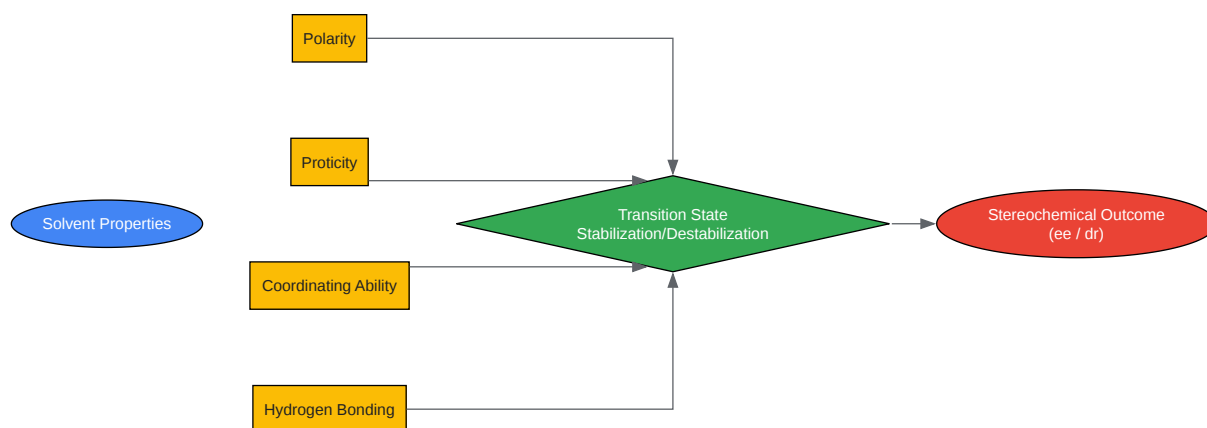 Polarity
Proticity
Solvent Properties
Transition State
Stabilization/Destabilization
Stereochemical Outcome
(ee / dr)
Coordinating Ability
Hydrogen Bonding